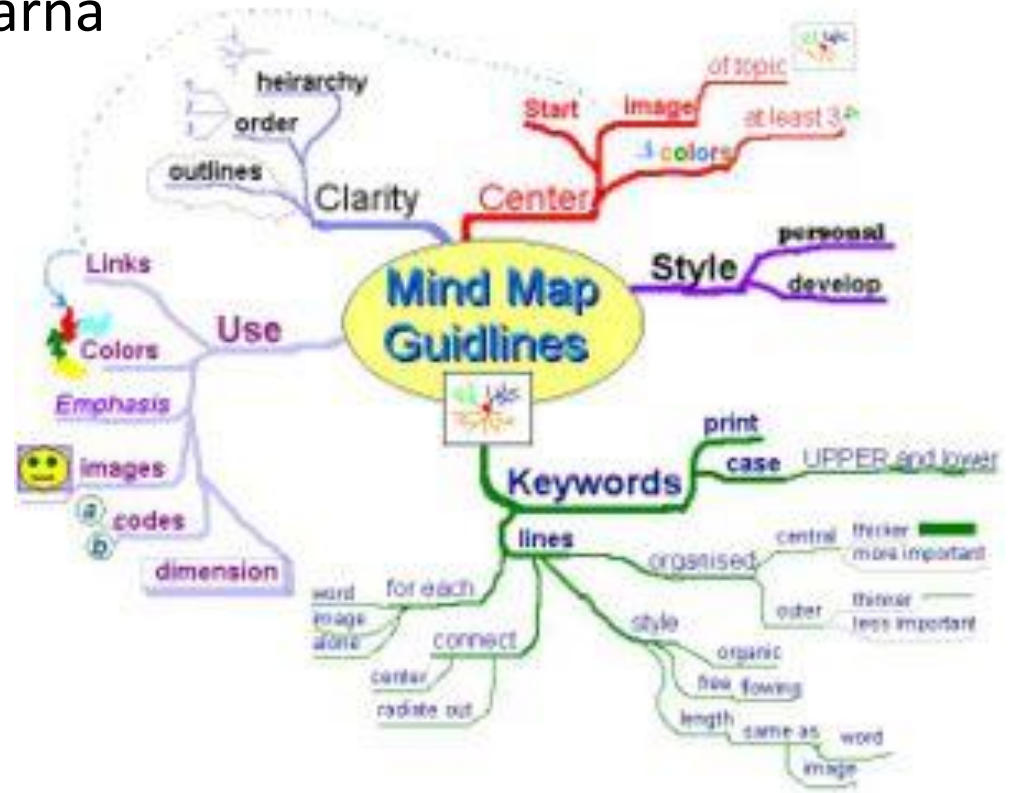 arna
Mind Map
Guidlines
Center
Start
image
of topic
colors
at least 3
Style
personal
develop
Keywords
print
case
UPPER and lower
lines
organised
central
thicker
more important
outer
thinner
less important
style
organic
free flowing
length
same as
word
image
connect
center
radiate out
for each
word
image
alone
Use
Links
Colors
Emphasis
images
codes
a
b
dimension
Clarity
heirarchy
order
outlines